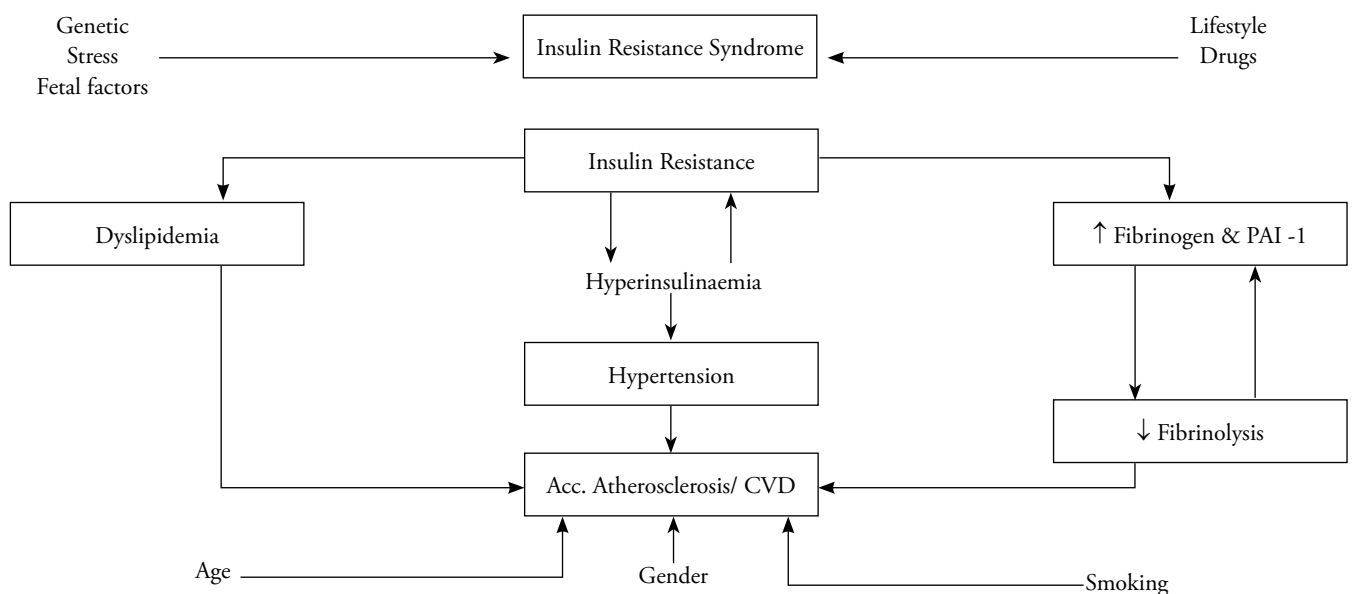 Genetic
Stress
Fetal factors
Insulin Resistance Syndrome
Lifestyle
Drugs
Insulin Resistance
Dyslipidemia
↑ Fibrinogen & PAI -1
Hyperinsulinaemia
Hypertension
↓ Fibrinolysis
Acc. Atherosclerosis/ CVD
Age
Gender
Smoking